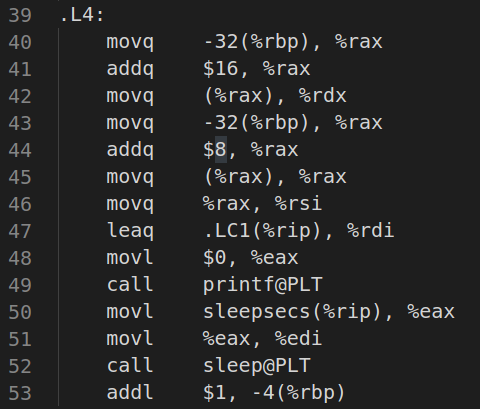 39 .L4:
40 movq -32(%rbp), %rax
41 addq $16, %rax
42 movq (%rax), %rdx
43 movq -32(%rbp), %rax
44 addq $8, %rax
45 movq (%rax), %rax
46 movq %rax, %rsi
47 leaq .LC1(%rip), %rdi
48 movl $0, %eax
49 call printf@PLT
50 movl sleepsecs(%rip), %eax
51 movl %eax, %edi
52 call sleep@PLT
53 addl $1, -4(%rbp)